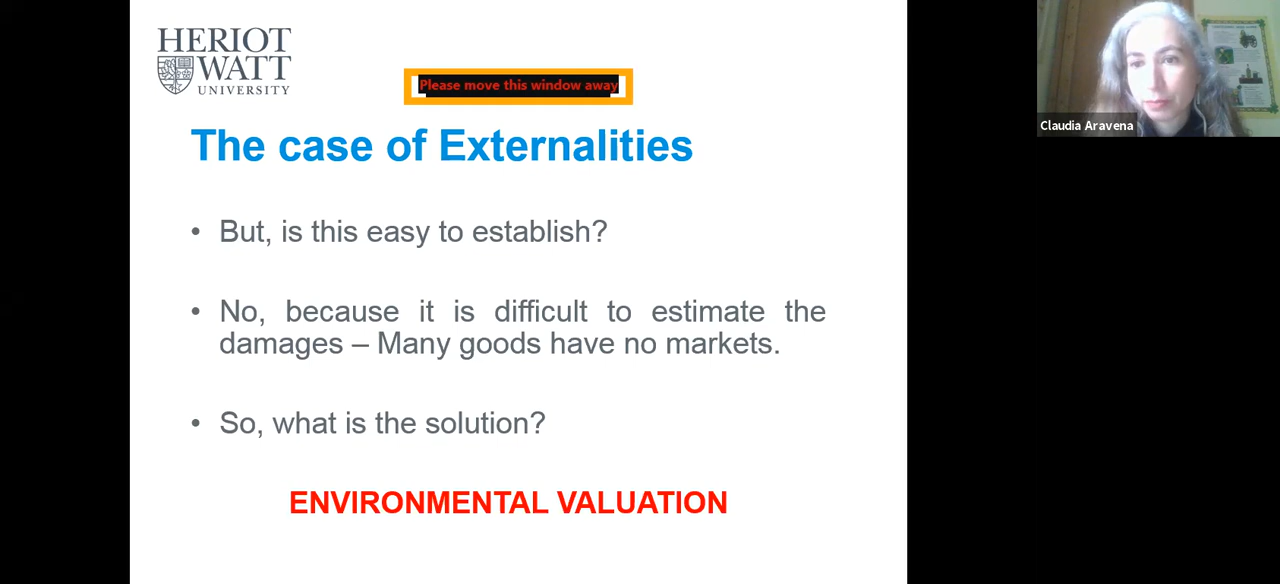 HERIOT
WATT
UNIVERSITY
Please move this window away
The case of Externalities
• But, is this easy to establish?
• No, because it is difficult to estimate the
damages – Many goods have no markets.
• So, what is the solution?
ENVIRONMENTAL VALUATION
Claudia Aravena